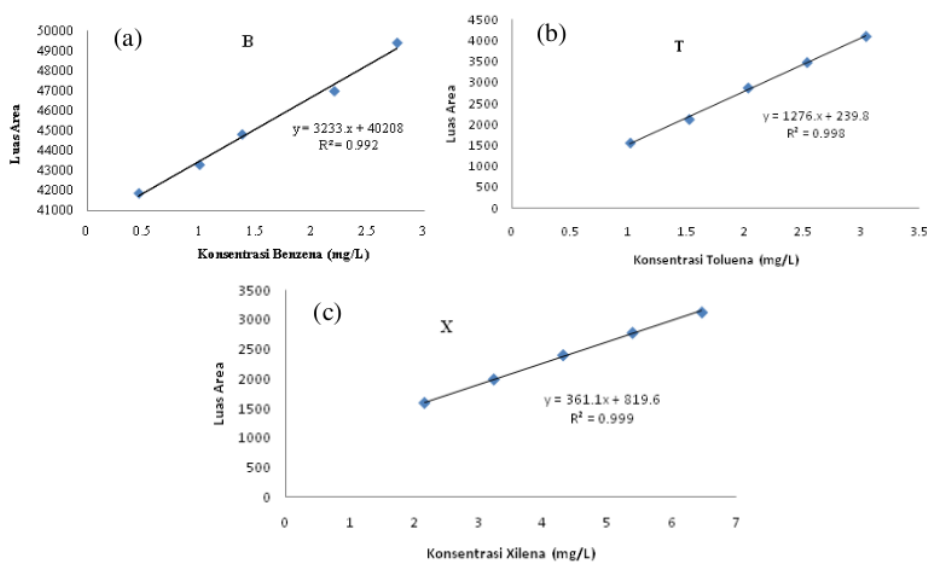 (a)
B
50000
49000
48000
47000
45000
44000
43000
42000
41000
Luas Area
y = 3233.x + 40208
R² = 0.992
0 0.5 1 1.5 2 2.5 3
Konsentrasi Benzena (mg/L)
(b)
T
4500
4000
3500
3000
2500
2000
1500
1000
500
0
Luas Area
y = 1276.x + 239.8
R² = 0.998
0 0.5 1 1.5 2 2.5 3 3.5
Konsentrasi Toluena (mg/L)
(c)
X
3500
3000
2500
2000
1500
1000
500
0
Luas Area
y = 361.1x + 819.6
R² = 0.999
0 1 2 3 4 5 6 7
Konsentrasi Xilena (mg/L)